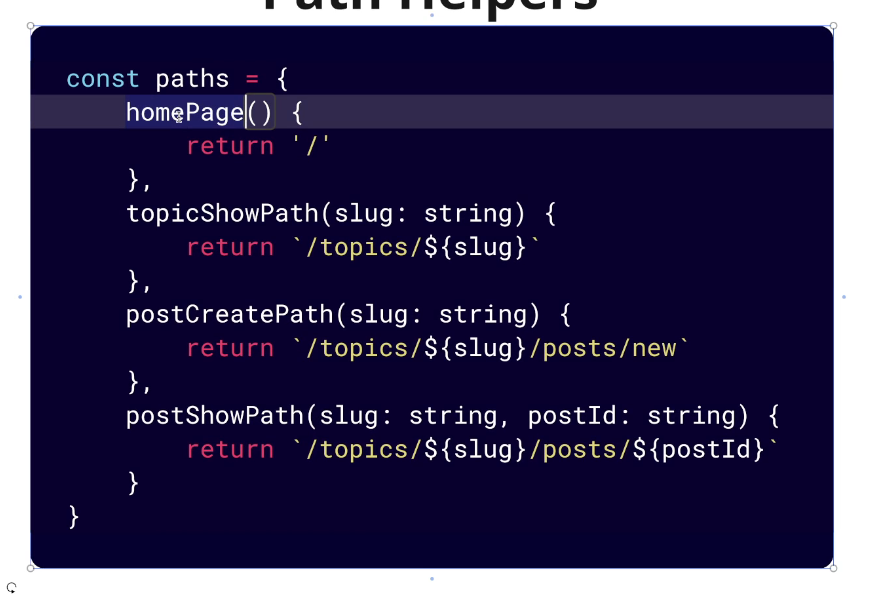 Path Helpers
const paths = {
    homePage() {
        return '/'
    },
    topicShowPath(slug: string) {
        return `/topics/${slug}`
    },
    postCreatePath(slug: string) {
        return `/topics/${slug}/posts/new`
    },
    postShowPath(slug: string, postId: string) {
        return `/topics/${slug}/posts/${postId}`
    }
}